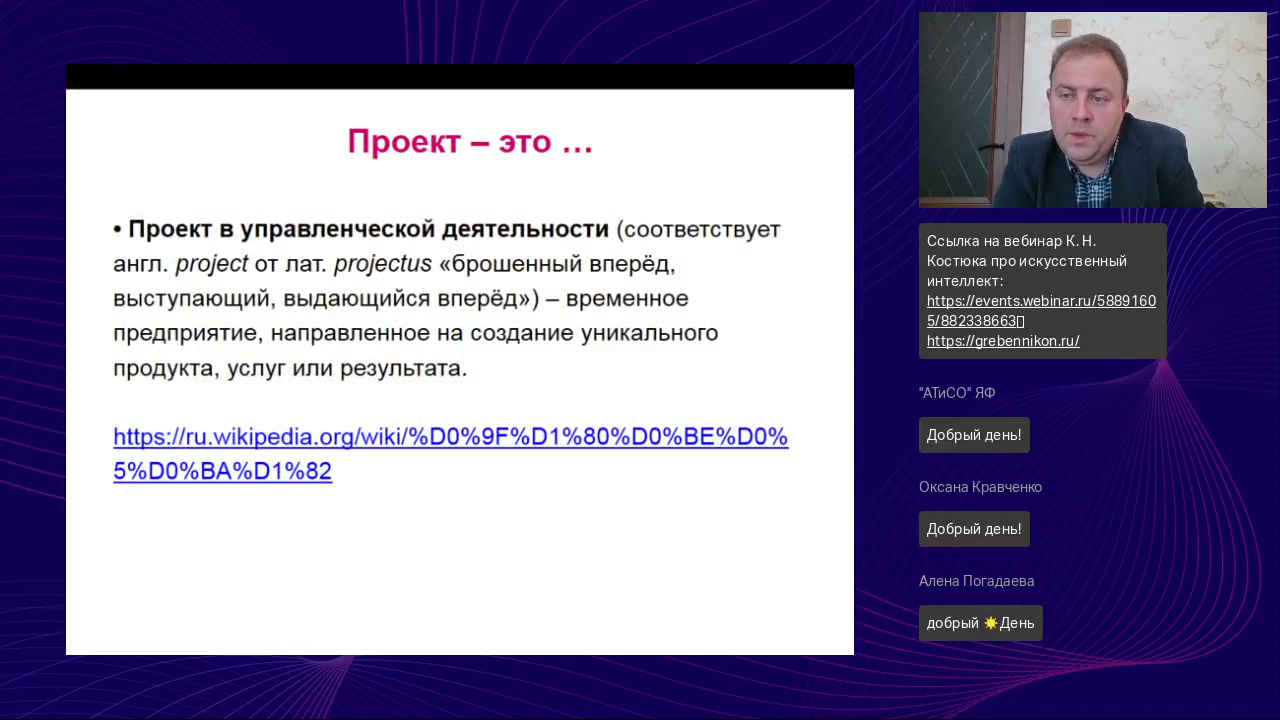 Проект – это …
• Проект в управленческой деятельности (соответствует
англ. project от лат. projectus «брошенный вперёд,
выступающий, выдающийся вперёд») – временное
предприятие, направленное на создание уникального
продукта, услуг или результата.
https://ru.wikipedia.org/wiki/%D0%9F%D1%80%D0%BE%D0%
5%D0%BA%D1%82
Ссылка на вебинар К. Н.
Костюка про искусственный
интеллект:
https://events.webinar.ru/5889160
5/882338663
https://grebennikon.ru/
"АТиСО" ЯФ
Добрый день!
Оксана Кравченко
Добрый день!
Алена Погадаева
добрый ☀️День